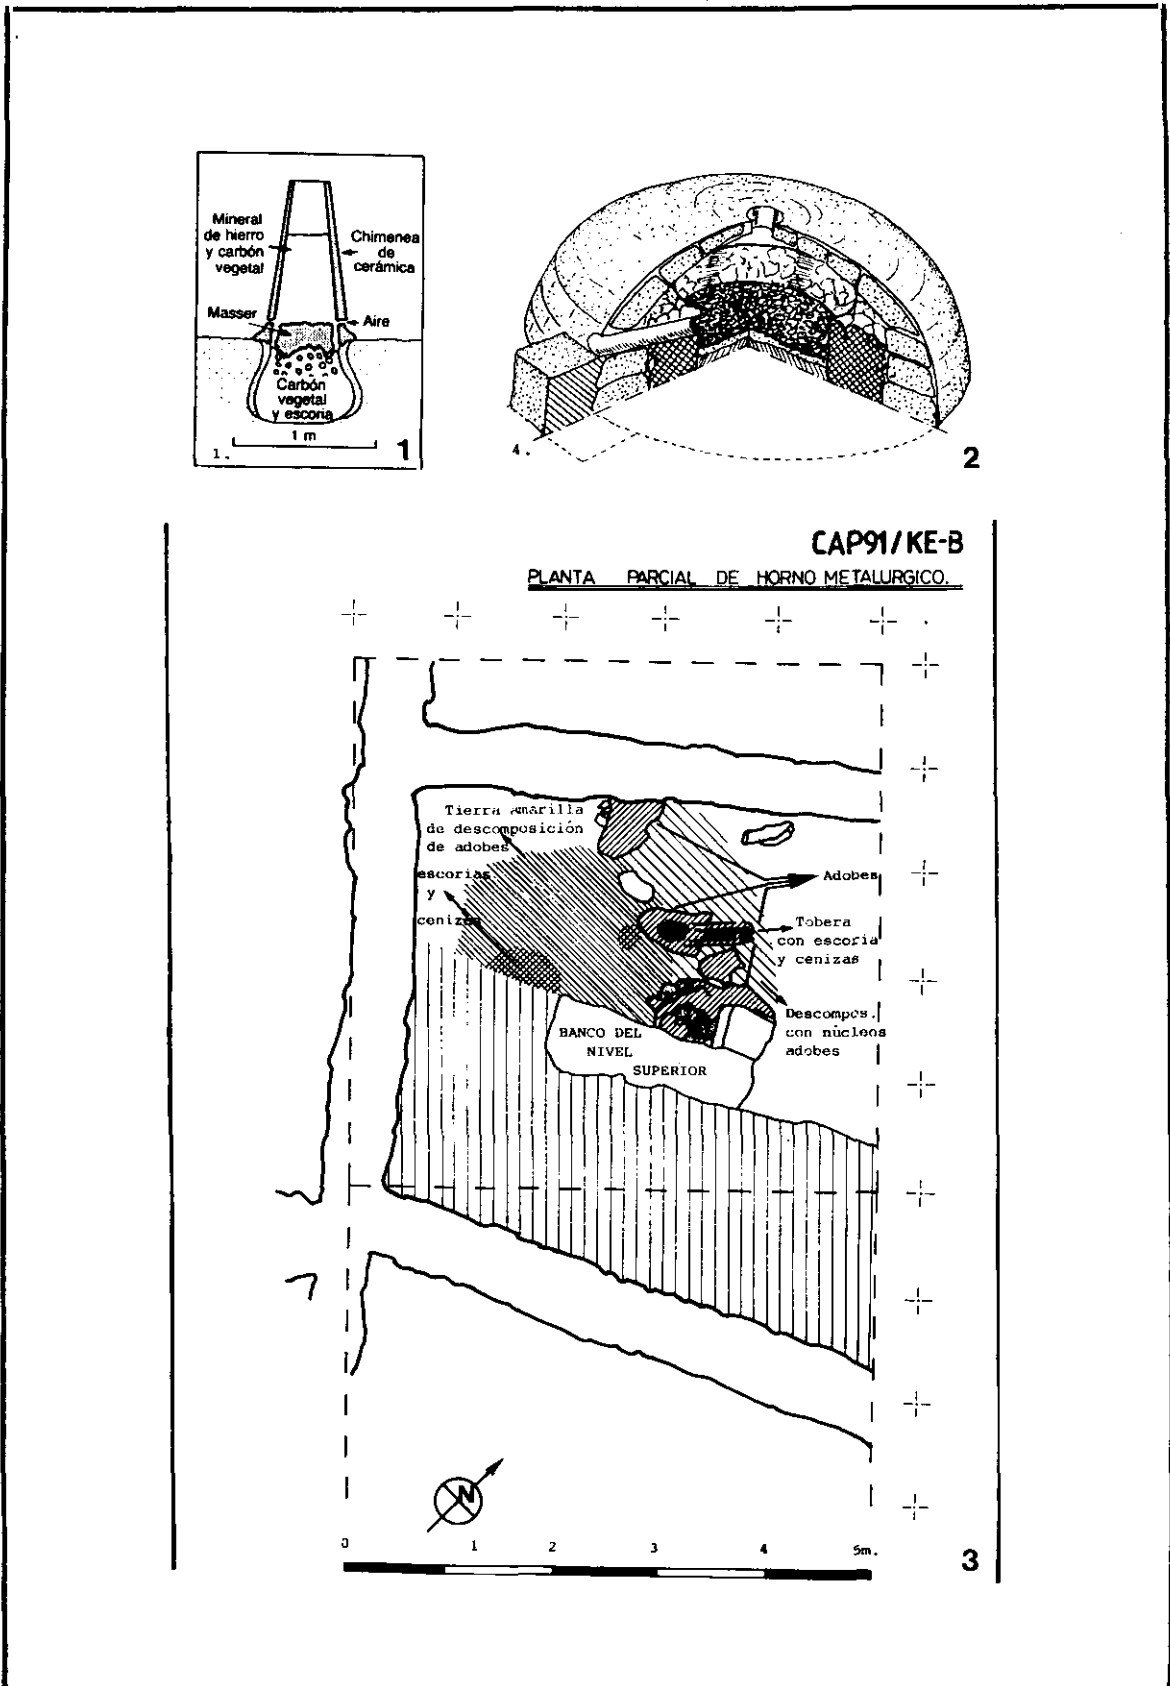 Mineral
de hierro
y carbón
vegetal
Chimenea
de
cerámica
Masser
Aire
Carbón
vegetal
y escoria
1 m
1.
1
4.
2
CAP91/KE-B
PLANTA PARCIAL DE HORNO METALURGICO.
Tierra amarilla
de descomposición
de adobes
escorias
y
cenizas
Adobes
Tobera
con escoria
y cenizas
Descompos.
con núcleos
adobes
BANCO DEL
NIVEL
SUPERIOR
N
0 1 2 3 4 5m.
3